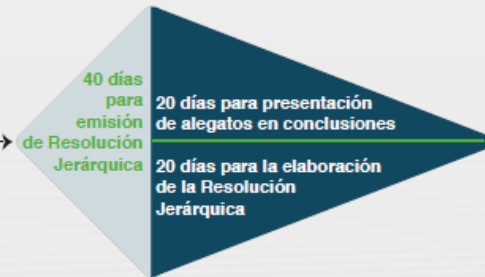 40 días
para
emisión
de Resolución
Jerárquica
20 días para presentación
de alegatos en conclusiones
20 días para la elaboración
de la Resolución
Jerárquica